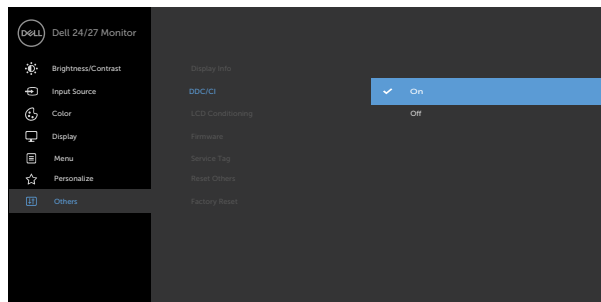 DELL Dell 24/27 Monitor
Brightness/Contrast
Input Source
Color
Display
Menu
Personalize
Others
Display Info
DDC/CI
LCD Conditioning
Firmware
Service Tag
Reset Others
Factory Reset
On
Off